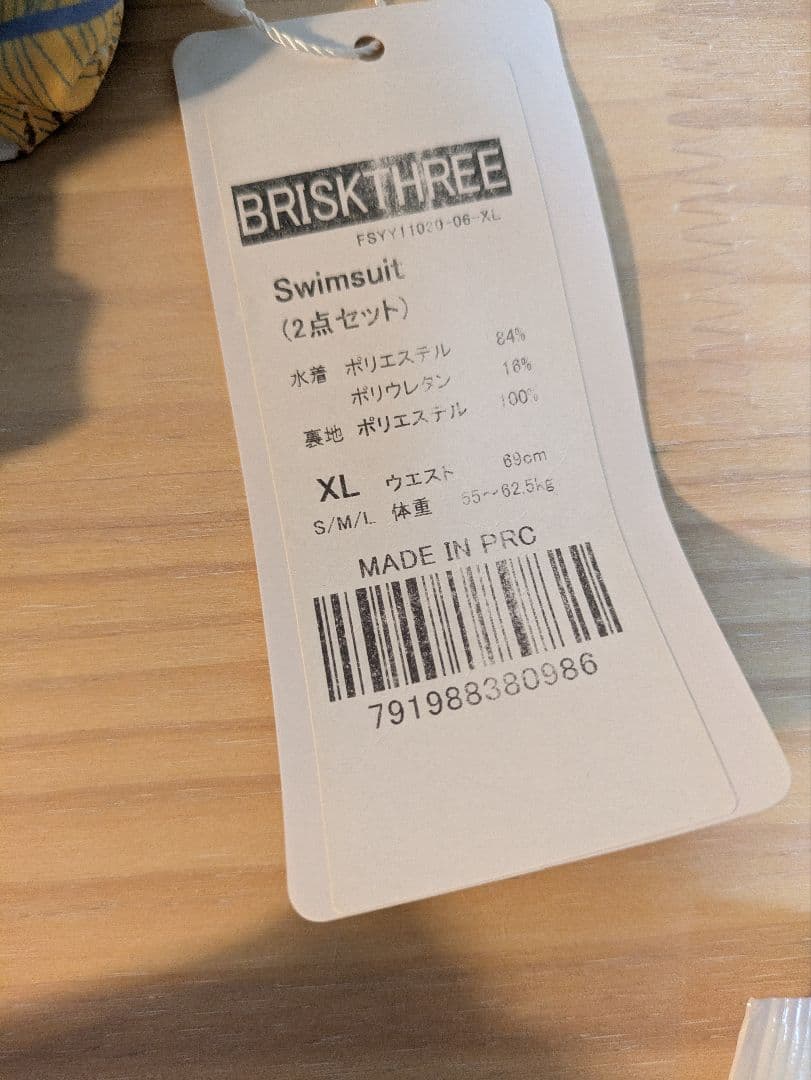 BRISKTHREE
FSYY11020-06-XL
Swimsuit
(2点セット)
水着 ポリエステル 84%
ポリウレタン 16%
裏地 ポリエステル 100%
XL ウエスト 69cm
S/M/L 体重 55~~62.5kg
MADE IN PRC
791988380986